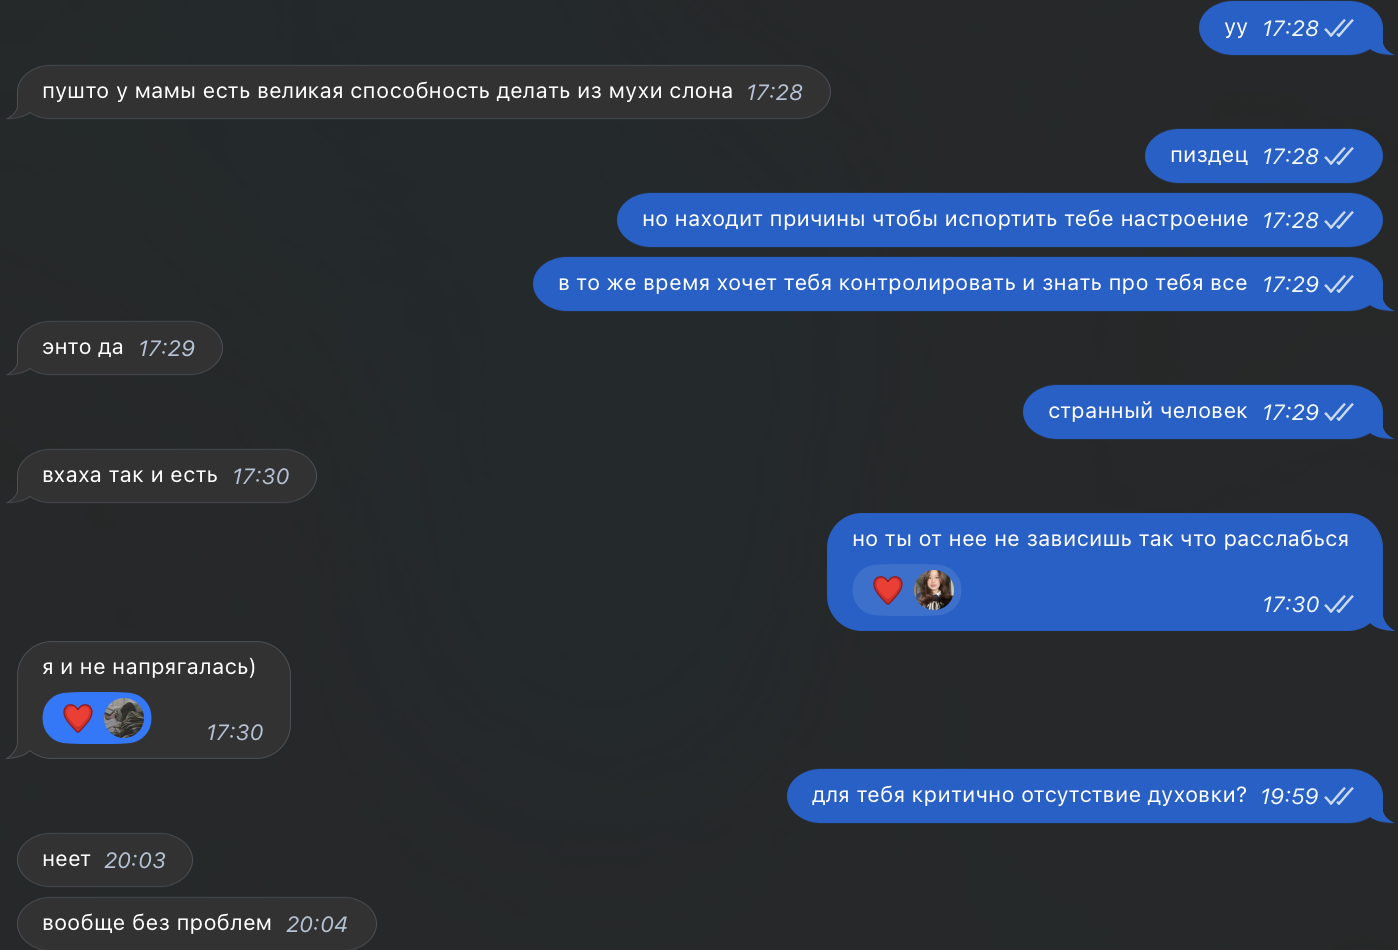 уу 17:28
пушто у мамы есть великая способность делать из мухи слона 17:28
пиздец 17:28
но находит причины чтобы испортить тебе настроение 17:28
в то же время хочет тебя контролировать и знать про тебя все 17:29
энто да 17:29
странный человек 17:29
вхаха так и есть 17:30
но ты от нее не зависишь так что расслабься
17:30
я и не напрягалась)
17:30
для тебя критично отсутствие духовки? 19:59
неет 20:03
вообще без проблем 20:04